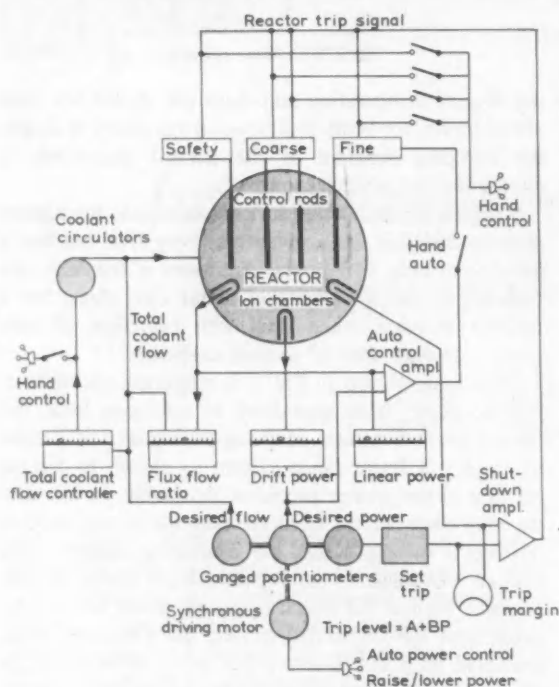 Reactor trip signal
Safety
Coarse
Fine
Control rods
Hand
control
Coolant
circulators
Hand
auto
REACTOR
Ion chambers
Total
coolant
flow
Auto
control
ampl.
Hand
control
Total coolant
flow controller
Flux flow
ratio
Drift power
Linear power
Shut-
down
ampl.
Desired flow
Desired power
Ganged potentiometers
Set
trip
Trip
margin
Synchronous
driving motor
Trip level = A+BP
Auto power control
Raise/lower power